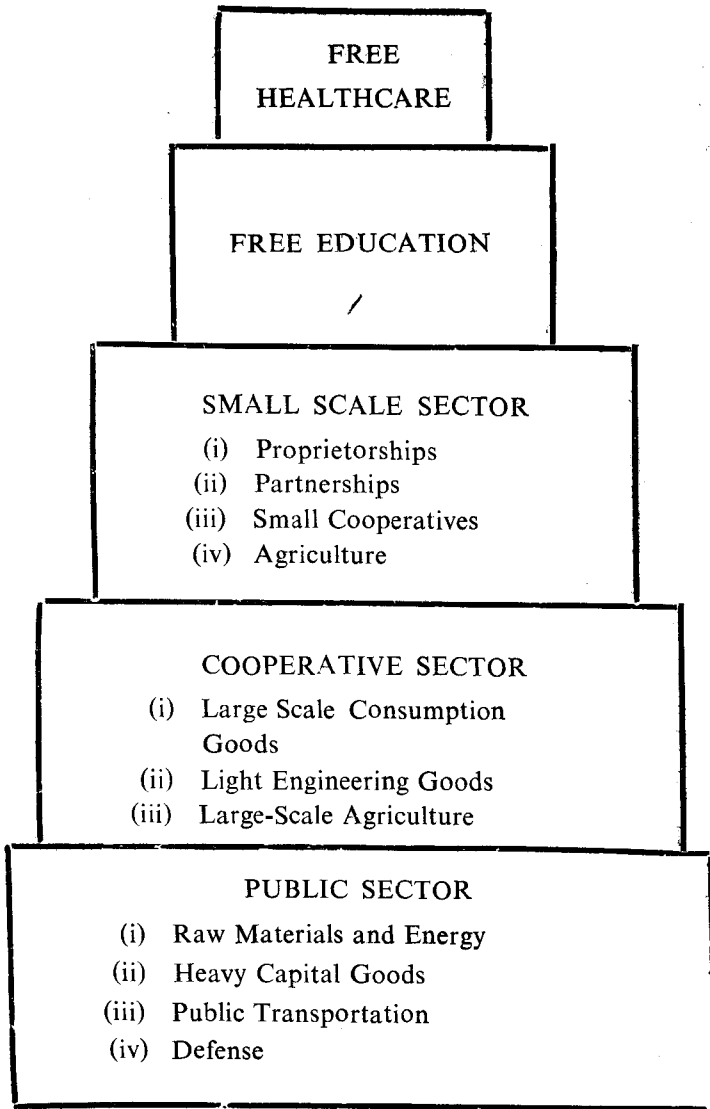 FREE
HEALTHCARE
FREE EDUCATION
SMALL SCALE SECTOR
(i) Proprietorships
(ii) Partnerships
(iii) Small Cooperatives
(iv) Agriculture
COOPERATIVE SECTOR
(i) Large Scale Consumption
Goods
(ii) Light Engineering Goods
(iii) Large-Scale Agriculture
PUBLIC SECTOR
(i) Raw Materials and Energy
(ii) Heavy Capital Goods
(iii) Public Transportation
(iv) Defense